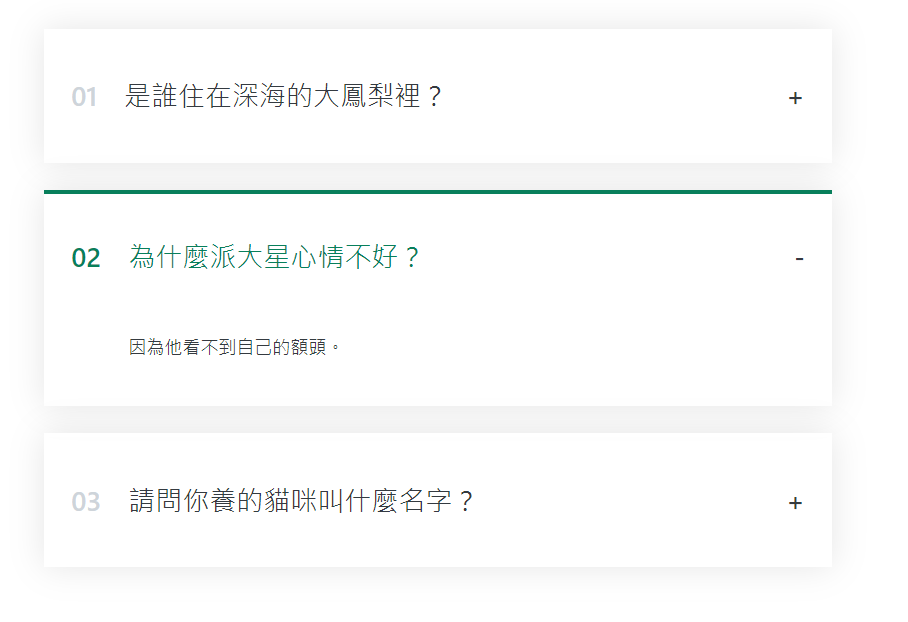 01 是誰住在深海的大鳳梨裡？ +
02 為什麼派大星心情不好？ -
因為他看不到自己的額頭。
03 請問你養的貓咪叫什麼名字？ +